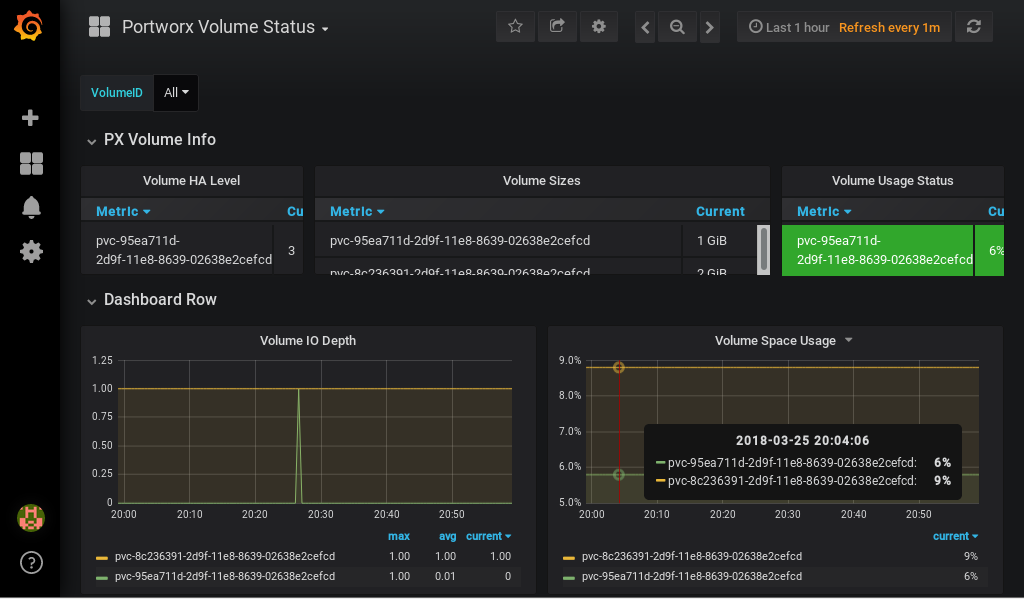 Portworx Volume Status
Last 1 hour Refresh every 1m
VolumeID All
PX Volume Info
Volume HA Level
Metric Cu
pvc-95ea711d-
2d9f-11e8-8639-02638e2cefcd
3
Volume Sizes
Metric Current
pvc-95ea711d-2d9f-11e8-8639-02638e2cefcd 1 GiB
pvc-8c236391-2d9f-11e8-8639-02638e2cefcd 2 GiB
Volume Usage Status
Metric Cu
pvc-95ea711d-
2d9f-11e8-8639-02638e2cefcd
6%
Dashboard Row
Volume IO Depth
1.25
1.00
0.75
0.50
0.25
0
20:00 20:10 20:20 20:30 20:40 20:50
max avg current
pvc-8c236391-2d9f-11e8-8639-02638e2cefcd 1.00 1.00 1.00
pvc-95ea711d-2d9f-11e8-8639-02638e2cefcd 1.00 0.01 0
Volume Space Usage
9.0%
8.0%
7.0%
6.0%
5.0%
2018-03-25 20:04:06
pvc-95ea711d-2d9f-11e8-8639-02638e2cefcd: 6%
pvc-8c236391-2d9f-11e8-8639-02638e2cefcd: 9%
20:00 20:10 20:20 20:30 20:40 20:50
current
pvc-8c236391-2d9f-11e8-8639-02638e2cefcd 9%
pvc-95ea711d-2d9f-11e8-8639-02638e2cefcd 6%
?